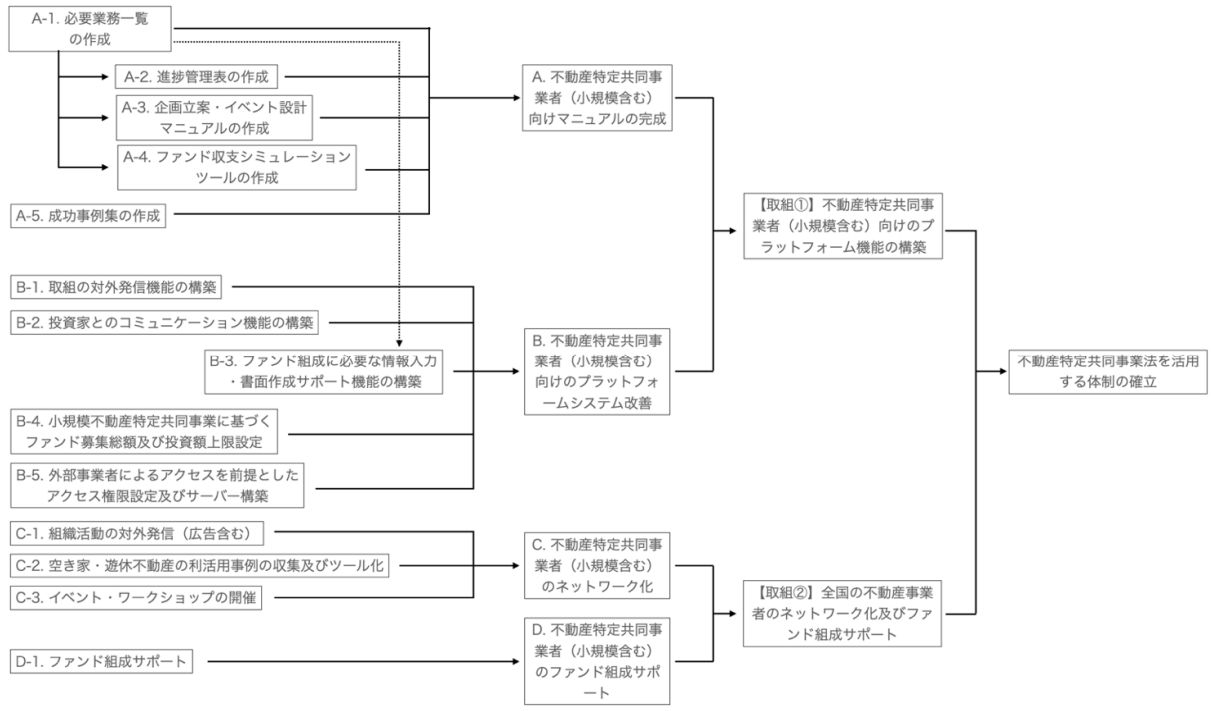 A-1. 必要業務一覧
の作成
A-2. 進捗管理表の作成
A-3. 企画立案・イベント設計
マニュアルの作成
A-4. ファンド収支シミュレーション
ツールの作成
A-5. 成功事例集の作成
B-1. 取組の対外発信機能の構築
B-2. 投資家とのコミュニケーション機能の構築
B-3. ファンド組成に必要な情報入力
・書面作成サポート機能の構築
B-4. 小規模不動産特定共同事業に基づく
ファンド募集総額及び投資額上限設定
B-5. 外部事業者によるアクセスを前提とした
アクセス権限設定及びサーバー構築
C-1. 組織活動の対外発信（広告含む）
C-2. 空き家・遊休不動産の利活用事例の収集及びツール化
C-3. イベント・ワークショップの開催
D-1. ファンド組成サポート
A. 不動産特定共同事
業者（小規模含む）
向けマニュアルの完成
B. 不動産特定共同事
業者（小規模含む）
向けのプラットフォ
ームシステム改善
C. 不動産特定共同事
業者（小規模含む）
のネットワーク化
D. 不動産特定共同事
業者（小規模含む）
のファンド組成サポ
ート
【取組①】不動産特定共同事
業者（小規模含む）向けのプ
ラットフォーム機能の構築
【取組②】全国の不動産事業
者のネットワーク化及びファ
ンド組成サポート
不動産特定共同事業法を活用
する体制の確立